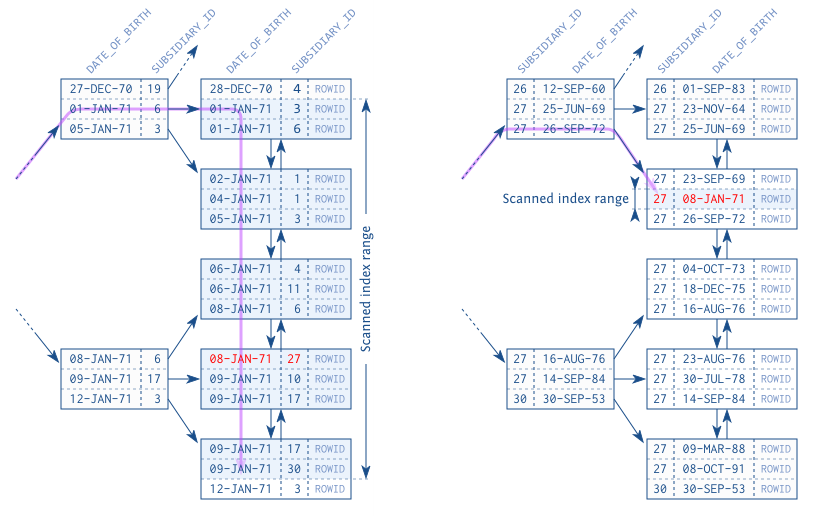 DATE_OF_BIRTH SUBSIDIARY_ID
27-DEC-70 19
01-JAN-71 6
05-JAN-71 3
08-JAN-71 6
09-JAN-71 17
12-JAN-71 3
DATE_OF_BIRTH SUBSIDIARY_ID
28-DEC-70 4 ROWID
01-JAN-71 3 ROWID
01-JAN-71 6 ROWID
02-JAN-71 1 ROWID
04-JAN-71 1 ROWID
05-JAN-71 3 ROWID
06-JAN-71 4 ROWID
06-JAN-71 11 ROWID
08-JAN-71 6 ROWID
08-JAN-71 27 ROWID
09-JAN-71 10 ROWID
09-JAN-71 17 ROWID
09-JAN-71 17 ROWID
09-JAN-71 30 ROWID
12-JAN-71 3 ROWID
Scanned index range
SUBSIDIARY_ID DATE_OF_BIRTH
26 12-SEP-60
27 25-JUN-69
27 26-SEP-72
27 16-AUG-76
27 14-SEP-84
30 30-SEP-53
Scanned index range
SUBSIDIARY_ID DATE_OF_BIRTH
26 01-SEP-83 ROWID
27 23-NOV-64 ROWID
27 25-JUN-69 ROWID
27 23-SEP-69 ROWID
27 08-JAN-71 ROWID
27 26-SEP-72 ROWID
27 04-OCT-73 ROWID
27 18-DEC-75 ROWID
27 16-AUG-76 ROWID
27 23-AUG-76 ROWID
27 30-JUL-78 ROWID
27 14-SEP-84 ROWID
27 09-MAR-88 ROWID
27 08-OCT-91 ROWID
30 30-SEP-53 ROWID